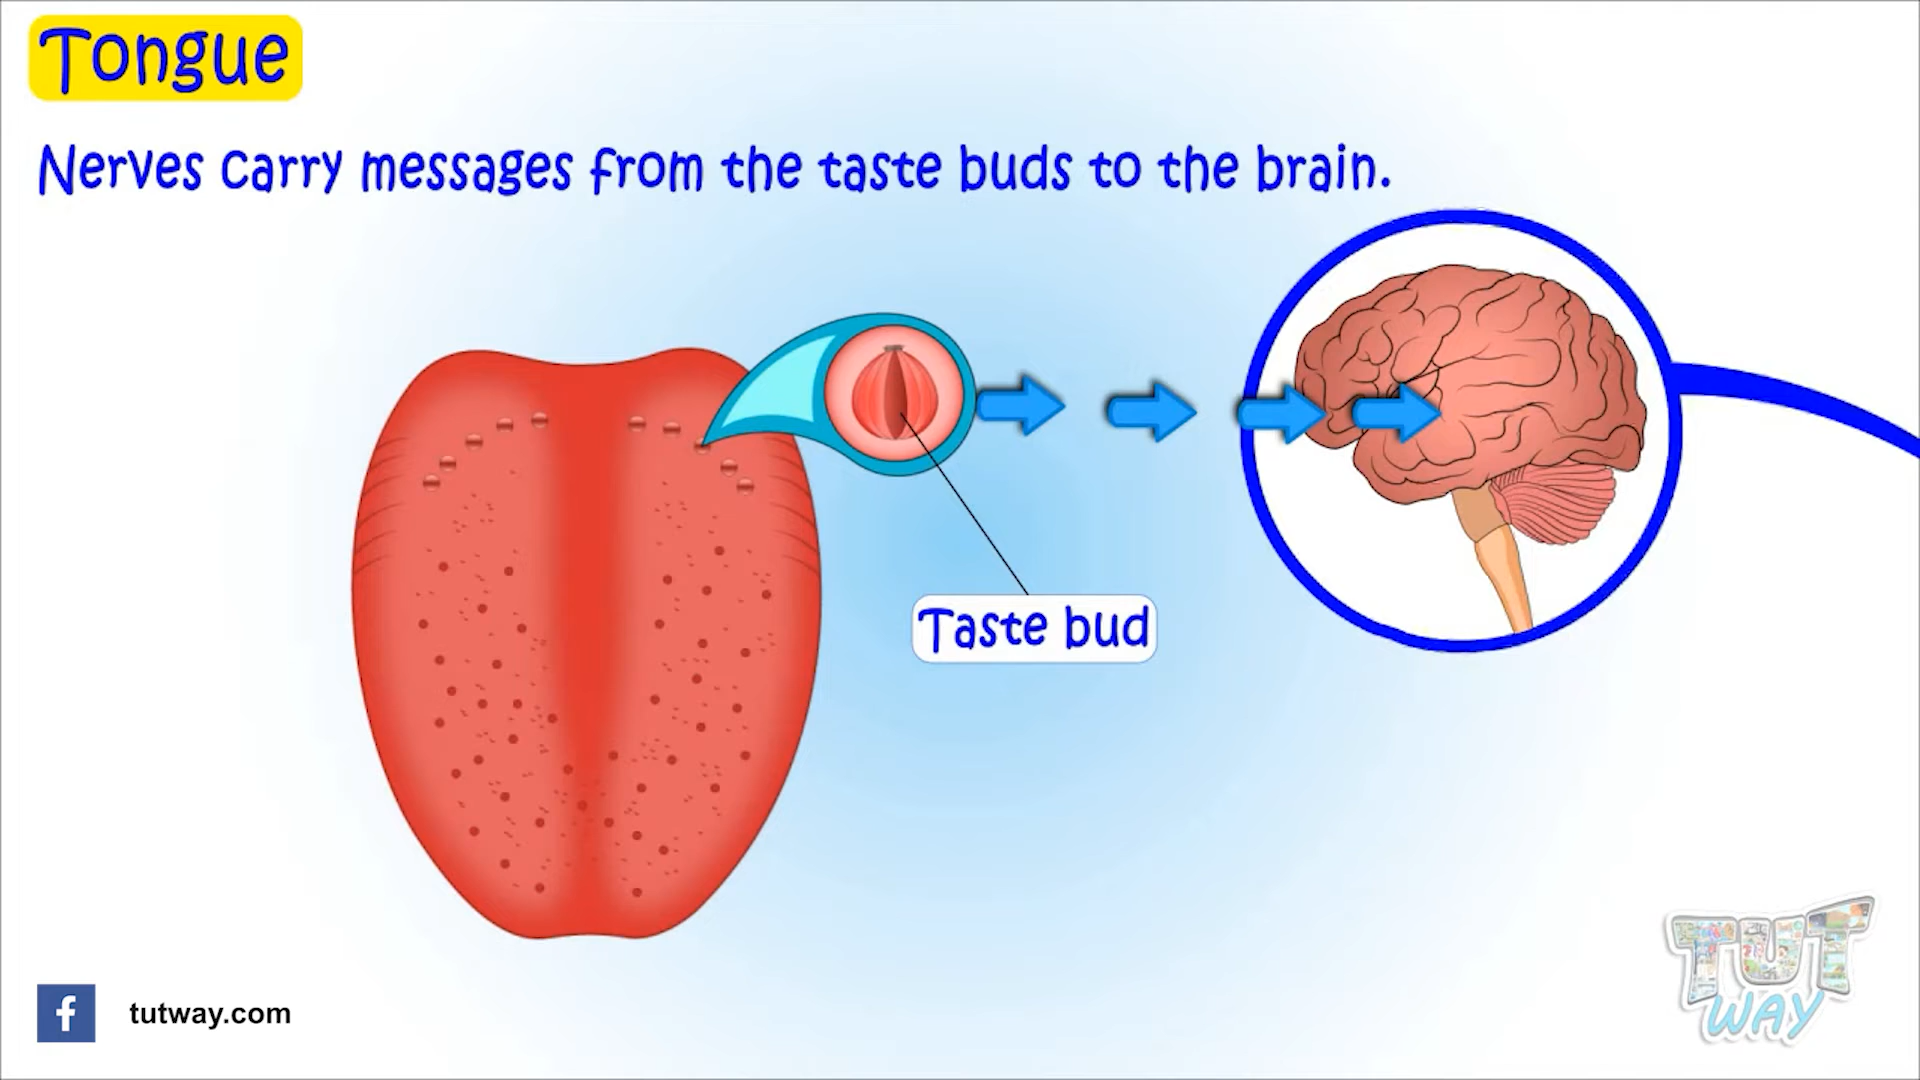 Tongue
Nerves carry messages from the taste buds to the brain.
Taste bud
f
tutway.com
TUT
WAY